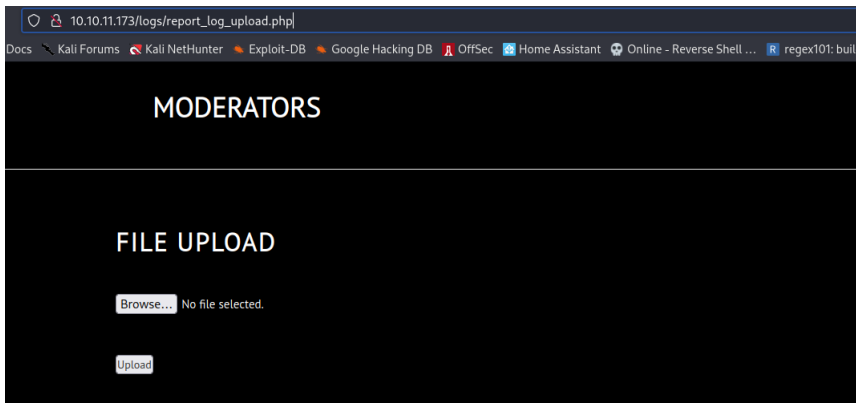 10.10.11.173/logs/report_log_upload.php
Docs Kali Forums Kali NetHunter Exploit-DB Google Hacking DB OffSec Home Assistant Online - Reverse Shell ... R regex101: buil
MODERATORS
FILE UPLOAD
Browse... No file selected.
Upload